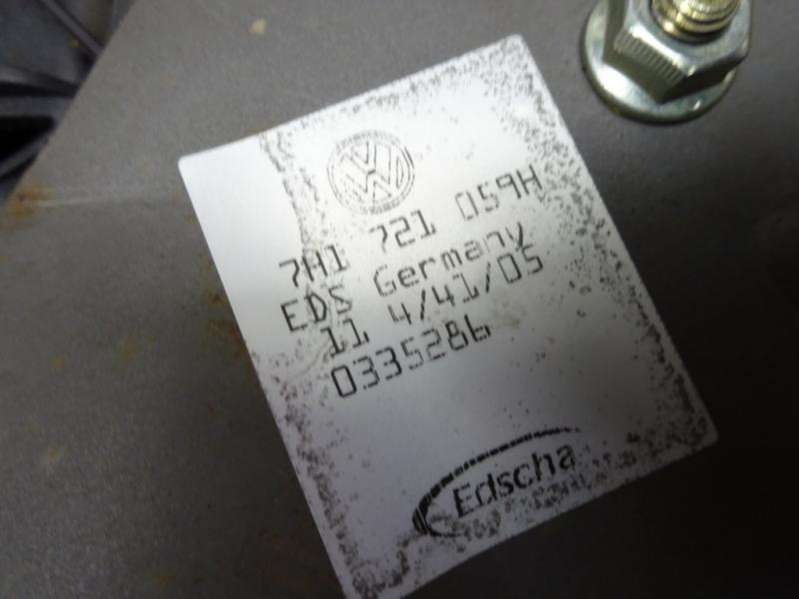 VW
7H1 721 059H
EDS Germany
11 4/41/05
0335286
Edscha